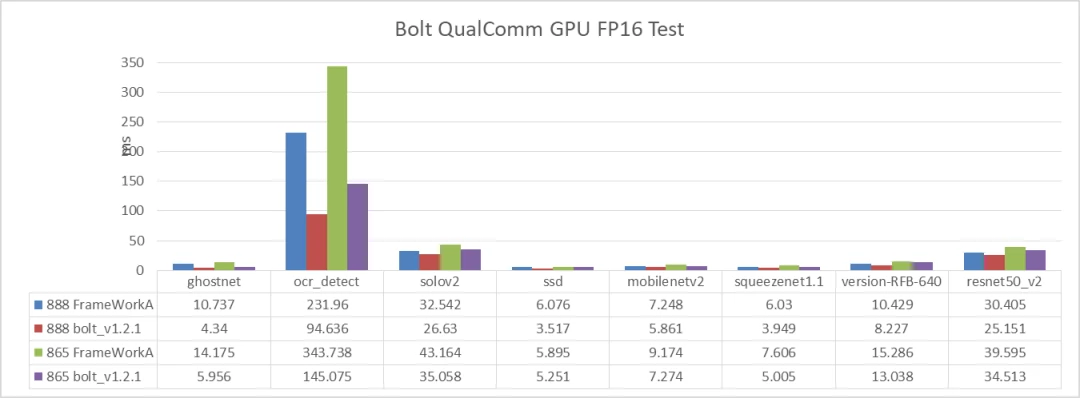 Bolt QualComm GPU FP16 Test
350
300
250
200
150
100
50
0
ms
ghostnet ocr_detect solov2 ssd mobilenetv2 squeezenet1.1 version-RFB-640 resnet50_v2
888 FrameWorkA 10.737 231.96 32.542 6.076 7.248 6.03 10.429 30.405
888 bolt_v1.2.1 4.34 94.636 26.63 3.517 5.861 3.949 8.227 25.151
865 FrameWorkA 14.175 343.738 43.164 5.895 9.174 7.606 15.286 39.595
865 bolt_v1.2.1 5.956 145.075 35.058 5.251 7.274 5.005 13.038 34.513